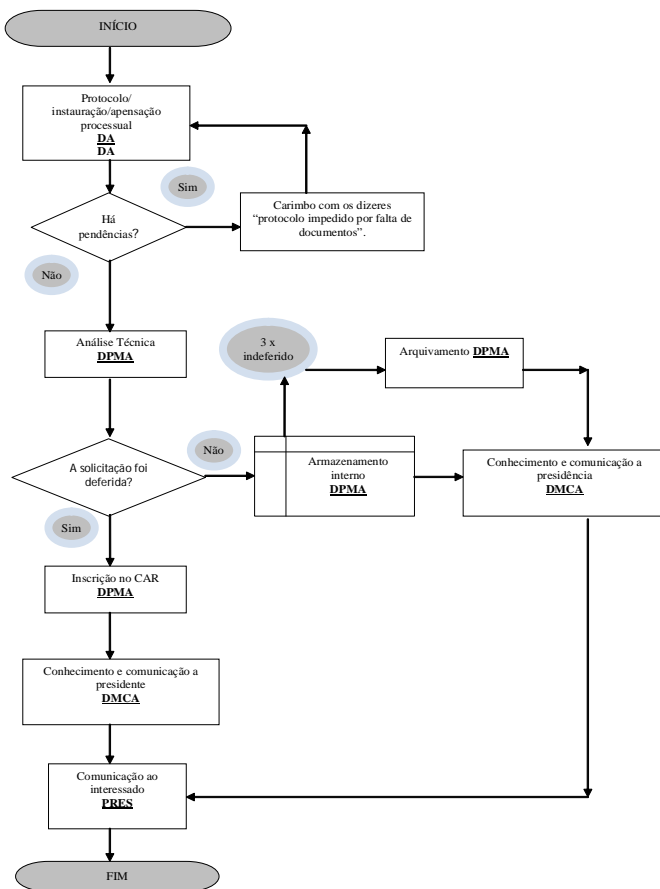 INÍCIO
Protocolo/
instauração/apensação
processual
DA
DA
Sim
Há
pendências?
Carimbo com os dizeres
“protocolo impedido por falta de
documentos”.
Não
Análise Técnica
DPMA
3 x
indeferido
Arquivamento DPMA
A solicitação foi
deferida?
Não
Armazenamento
interno
DPMA
Conhecimento e comunicação a
presidência
DMCA
Sim
Inscrição no CAR
DPMA
Conhecimento e comunicação a
presidente
DMCA
Comunicação ao
interessado
PRES
FIM